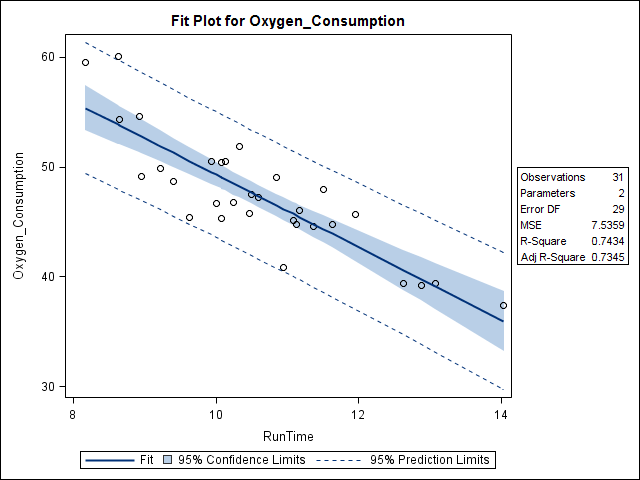 Fit Plot for Oxygen_Consumption
60
50
40
30
Oxygen_Consumption
8 10 12 14
RunTime
Observations 31
Parameters 2
Error DF 29
MSE 7.5359
R-Square 0.7434
Adj R-Square 0.7345
Fit 95% Confidence Limits 95% Prediction Limits